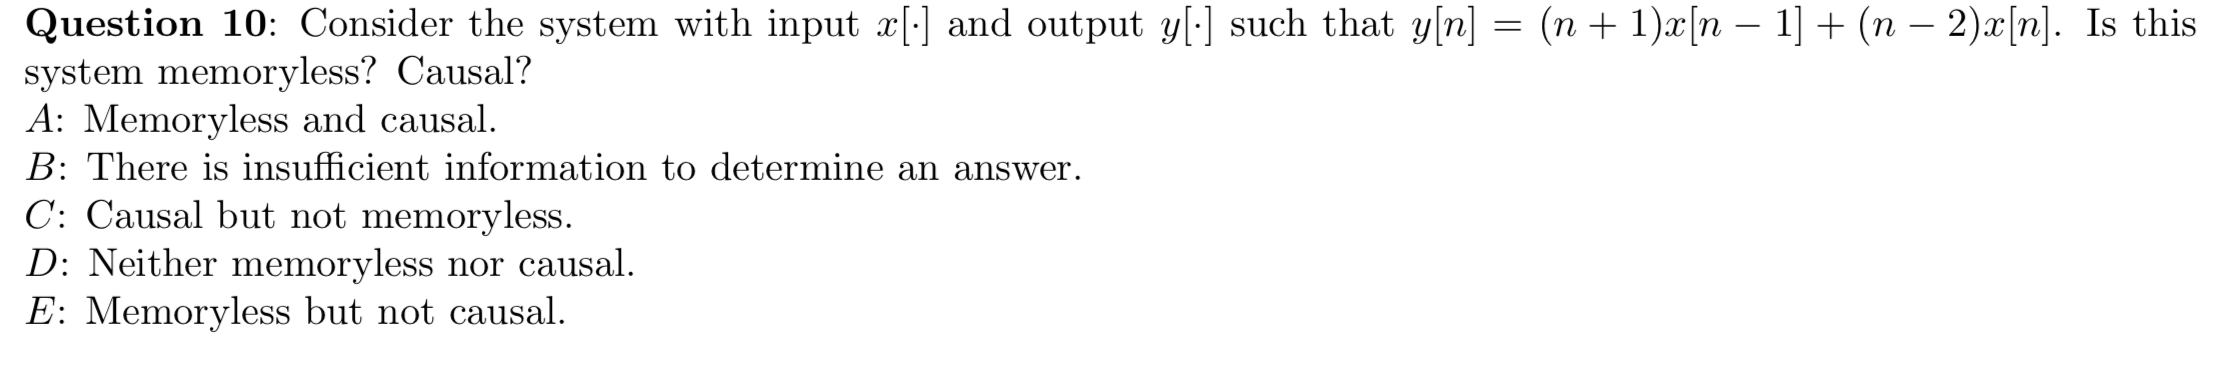 Question 10: Consider the system with input x[·] and output y[·] such that y[n] = (n + 1)x[n − 1] + (n − 2)x[n]. Is this
system memoryless? Causal?
A: Memoryless and causal.
B: There is insufficient information to determine an answer.
C: Causal but not memoryless.
D: Neither memoryless nor causal.
E: Memoryless but not causal.